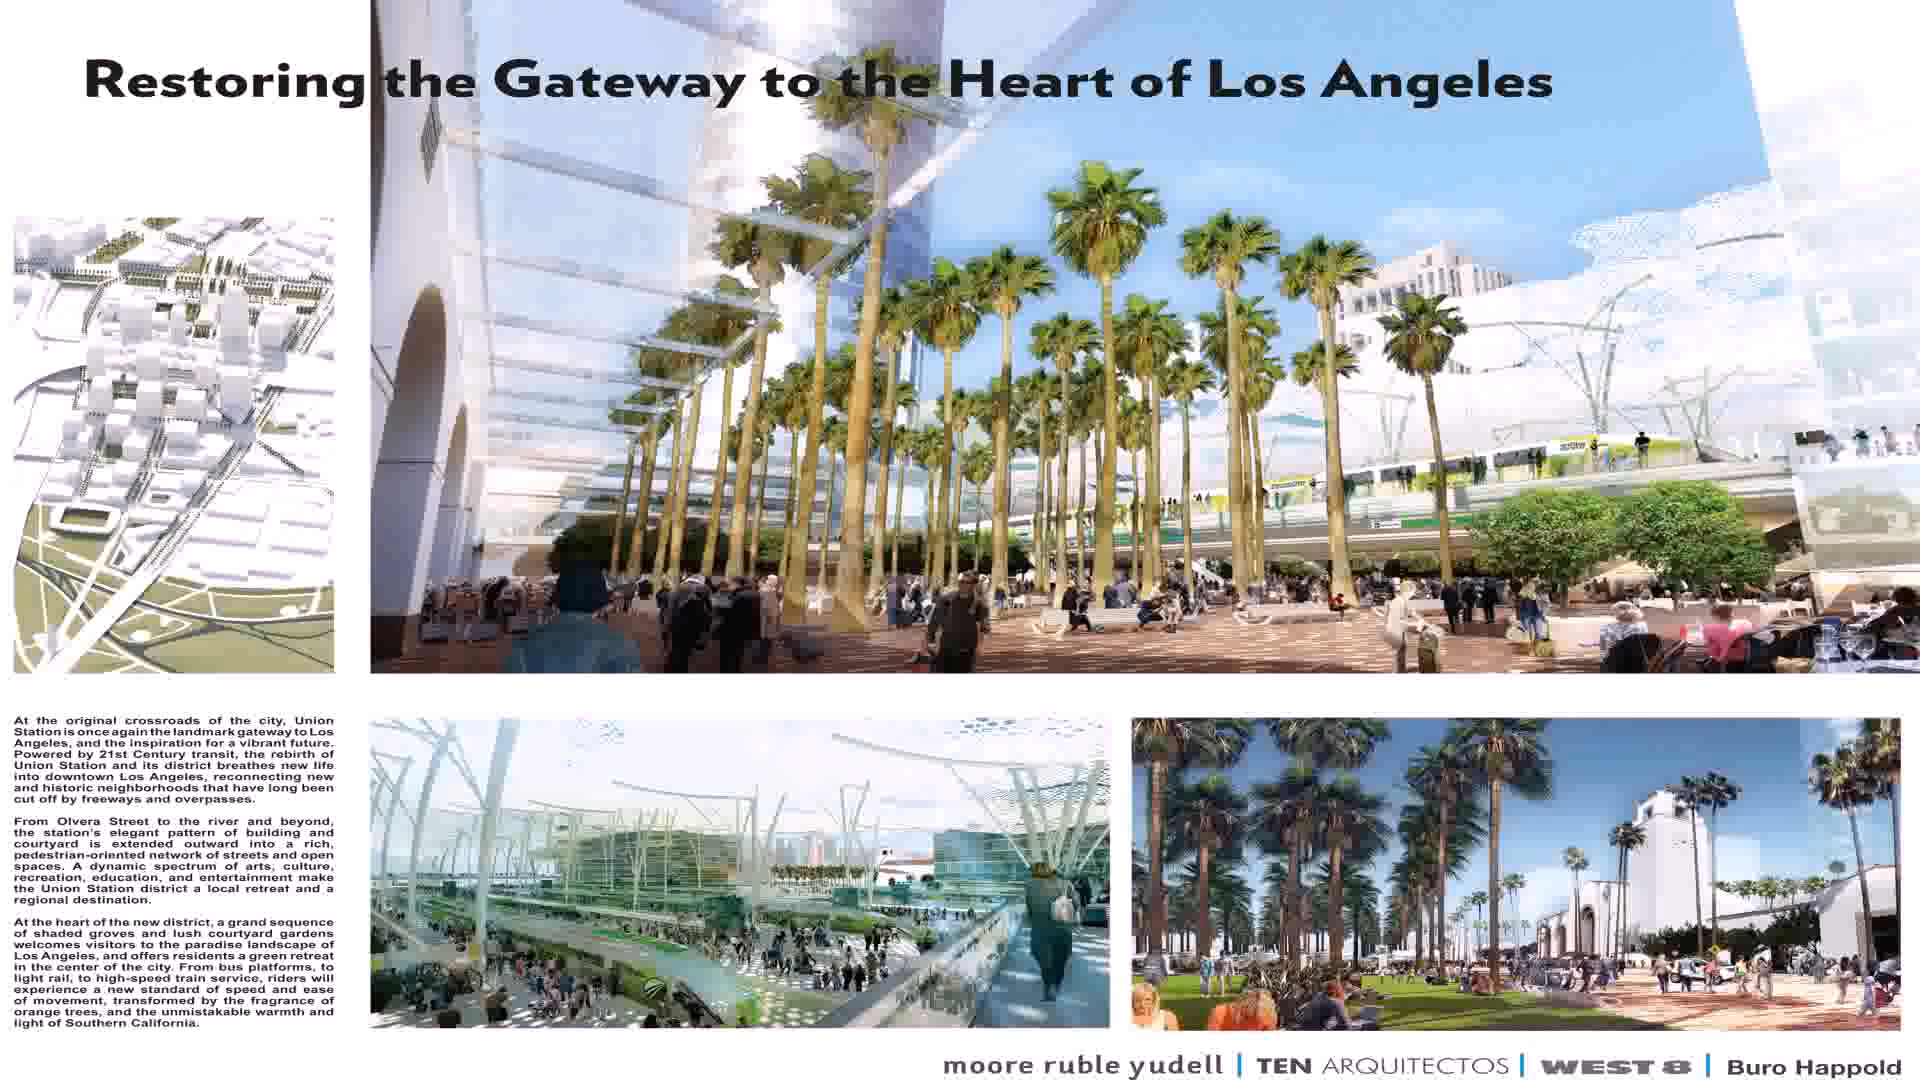 Restoring the Gateway to the Heart of Los Angeles
At the original crossroads of the city, Union
Station is once again the landmark gateway to Los
Angeles, and the inspiration for a vibrant future.
Powered by 21st Century transit, the rebirth of
Union Station and its district breathes new life
into downtown Los Angeles, reconnecting new
and historic neighborhoods that have long been
cut off by freeways and overpasses.
From Olvera Street to the river and beyond,
the station's elegant pattern of building and
courtyard is extended outward into a rich,
pedestrian-oriented network of streets and open
spaces. A dynamic spectrum of arts, culture,
recreation, education, and entertainment make
the Union Station district a local retreat and a
regional destination.
At the heart of the new district, a grand sequence
of shaded groves and lush courtyard gardens
welcomes visitors to the paradise landscape of
Los Angeles, and offers residents a green retreat
in the center of the city. From bus platforms, to
light rail, to high-speed train service, riders will
experience a new standard of speed and ease
of movement, transformed by the fragrance of
orange trees, and the unmistakable warmth and
light of Southern California.
moore ruble yudell | TEN ARQUITECTOS | WEST 8 | Buro Happold